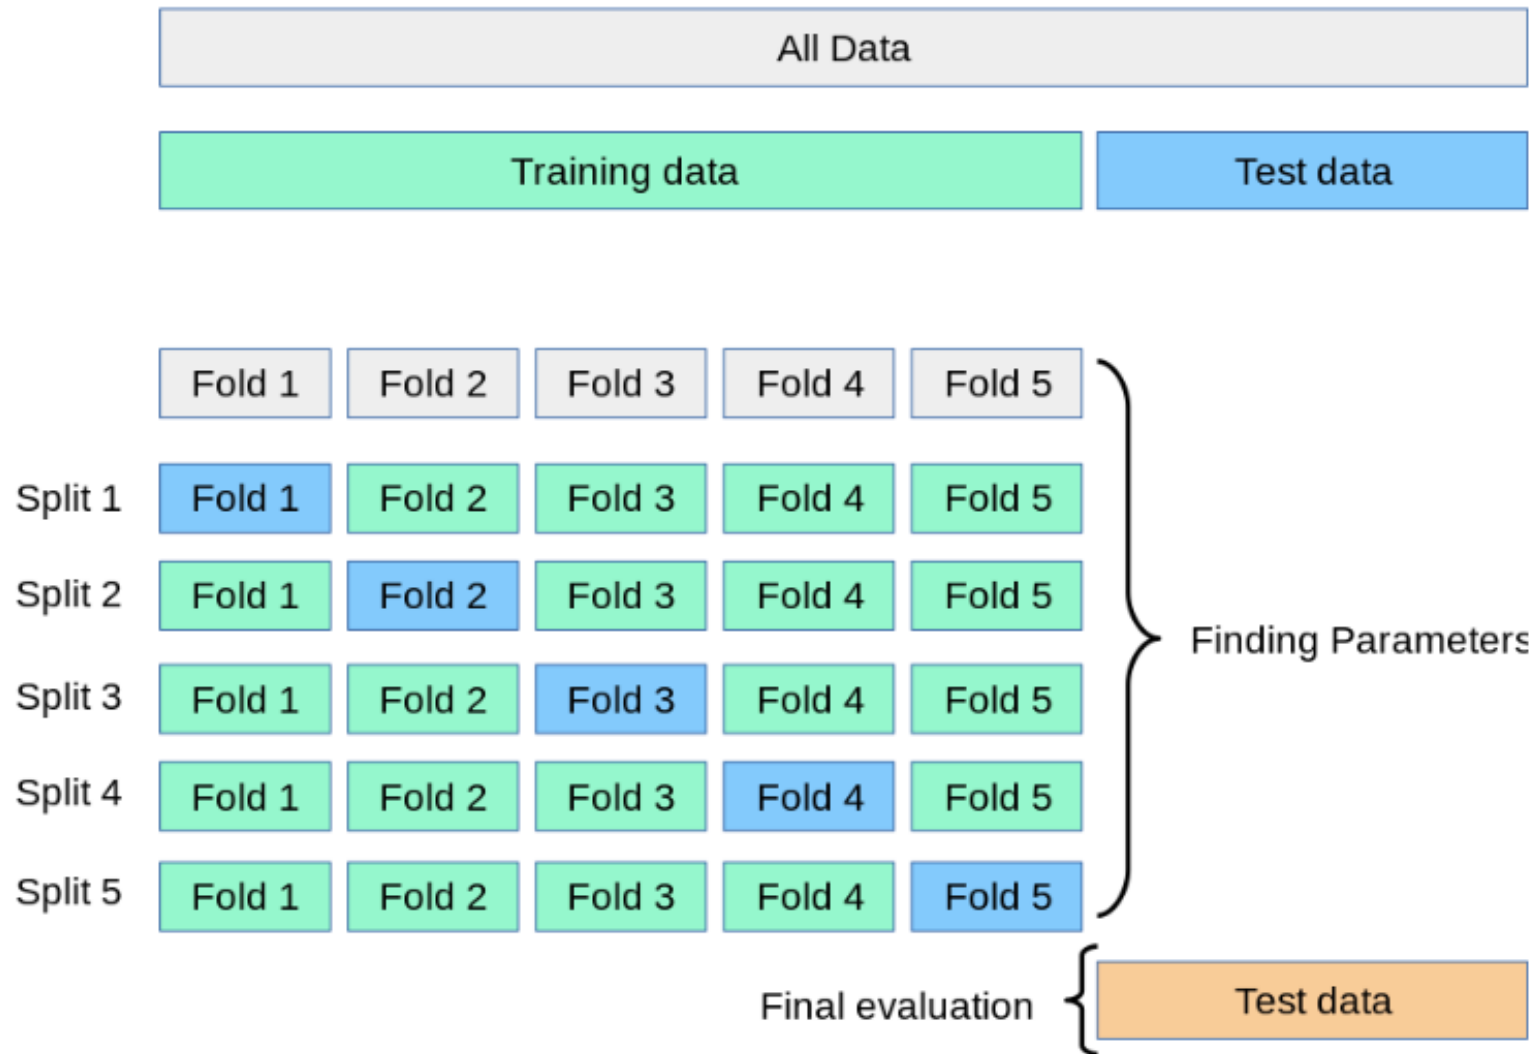 All Data
Training data Test data
Fold 1 Fold 2 Fold 3 Fold 4 Fold 5
Split 1 Fold 1 Fold 2 Fold 3 Fold 4 Fold 5
Split 2 Fold 1 Fold 2 Fold 3 Fold 4 Fold 5
Finding Parameters
Split 3 Fold 1 Fold 2 Fold 3 Fold 4 Fold 5
Split 4 Fold 1 Fold 2 Fold 3 Fold 4 Fold 5
Split 5 Fold 1 Fold 2 Fold 3 Fold 4 Fold 5
Final evaluation Test data